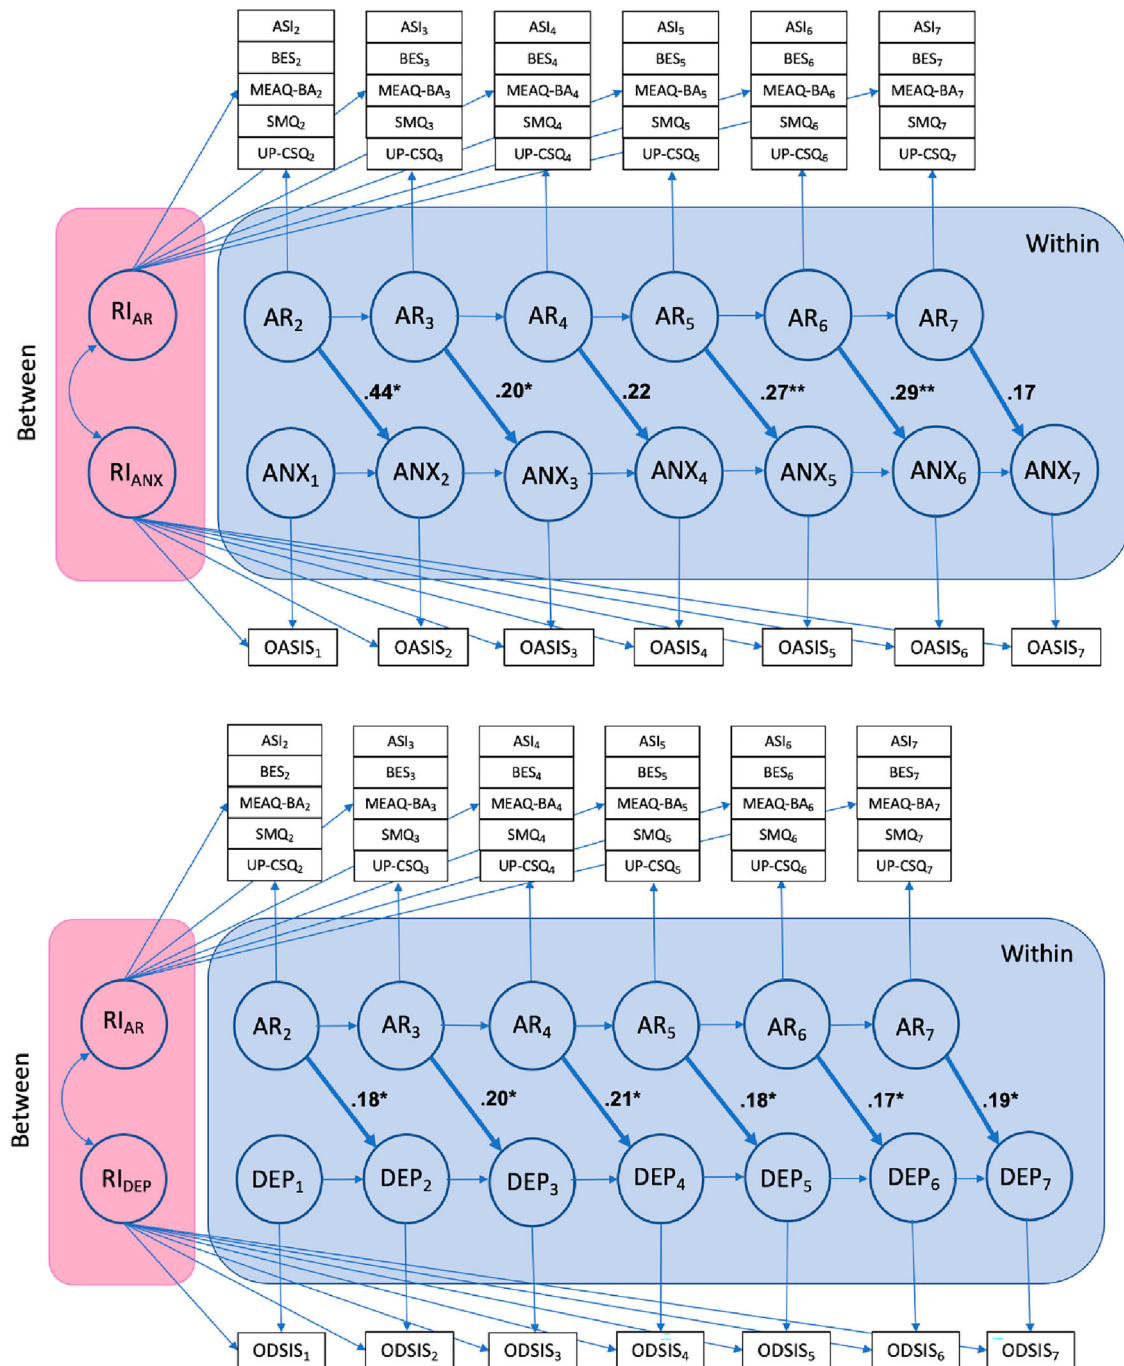 ASI₂ ASI₃ ASI₄ ASI₅ ASI₆ ASI₇
BES₂ BES₃ BES₄ BES₅ BES₆ BES₇
MEAQ-BA₂ MEAQ-BA₃ MEAQ-BA₄ MEAQ-BA₅ MEAQ-BA₆ MEAQ-BA₇
SMQ₂ SMQ₃ SMQ₄ SMQ₅ SMQ₆ SMQ₇
UP-CSQ₂ UP-CSQ₃ UP-CSQ₄ UP-CSQ₅ UP-CSQ₆ UP-CSQ₇
Within
Between
RI_AR AR₂ AR₃ AR₄ AR₅ AR₆ AR₇
.44* .20* .22 .27** .29** .17
RI_ANX ANX₁ ANX₂ ANX₃ ANX₄ ANX₅ ANX₆ ANX₇
OASIS₁ OASIS₂ OASIS₃ OASIS₄ OASIS₅ OASIS₆ OASIS₇
ASI₂ ASI₃ ASI₄ ASI₅ ASI₆ ASI₇
BES₂ BES₃ BES₄ BES₅ BES₆ BES₇
MEAQ-BA₂ MEAQ-BA₃ MEAQ-BA₄ MEAQ-BA₅ MEAQ-BA₆ MEAQ-BA₇
SMQ₂ SMQ₃ SMQ₄ SMQ₅ SMQ₆ SMQ₇
UP-CSQ₂ UP-CSQ₃ UP-CSQ₄ UP-CSQ₅ UP-CSQ₆ UP-CSQ₇
Within
Between
RI_AR AR₂ AR₃ AR₄ AR₅ AR₆ AR₇
.18* .20* .21* .18* .17* .19*
RI_DEP DEP₁ DEP₂ DEP₃ DEP₄ DEP₅ DEP₆ DEP₇
ODSIS₁ ODSIS₂ ODSIS₃ ODSIS₄ ODSIS₅ ODSIS₆ ODSIS₇